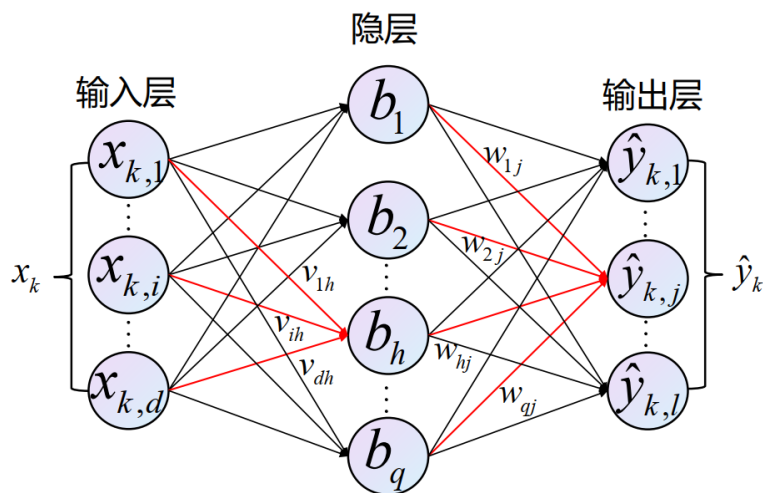 隐层
输入层
输出层
b_1
x_{k,1}
ŷ_{k,1}
w_{1j}
b_2
w_{2j}
x_k
x_{k,i}
v_{1h}
ŷ_{k,j}
ŷ_k
v_{ih}
b_h
w_{hj}
v_{dh}
x_{k,d}
w_{qj}
ŷ_{k,l}
b_q